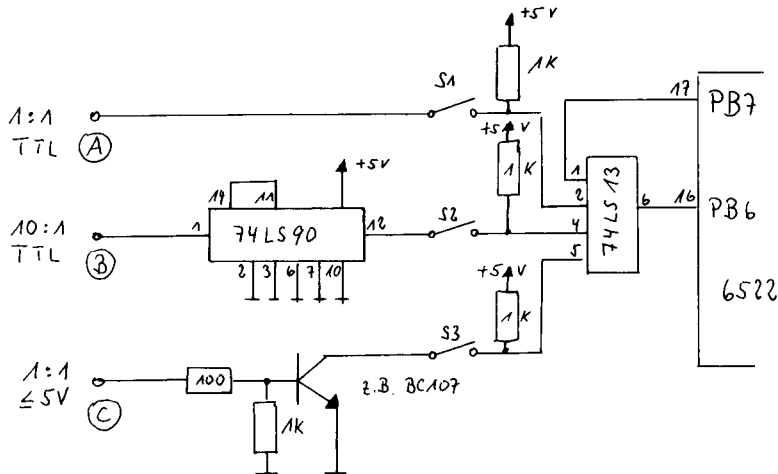 +5V
1K
S1
1:1
TTL
A
+5V
1K
17
PB7
14
11
+5V
1
2
74LS13
6
16
PB6
10:1
TTL
B
1
74LS90
12
S2
4
5
2
3
6
7
10
+5V
1K
6522
1:1
≤5V
C
100
1K
S3
z.B. BC107